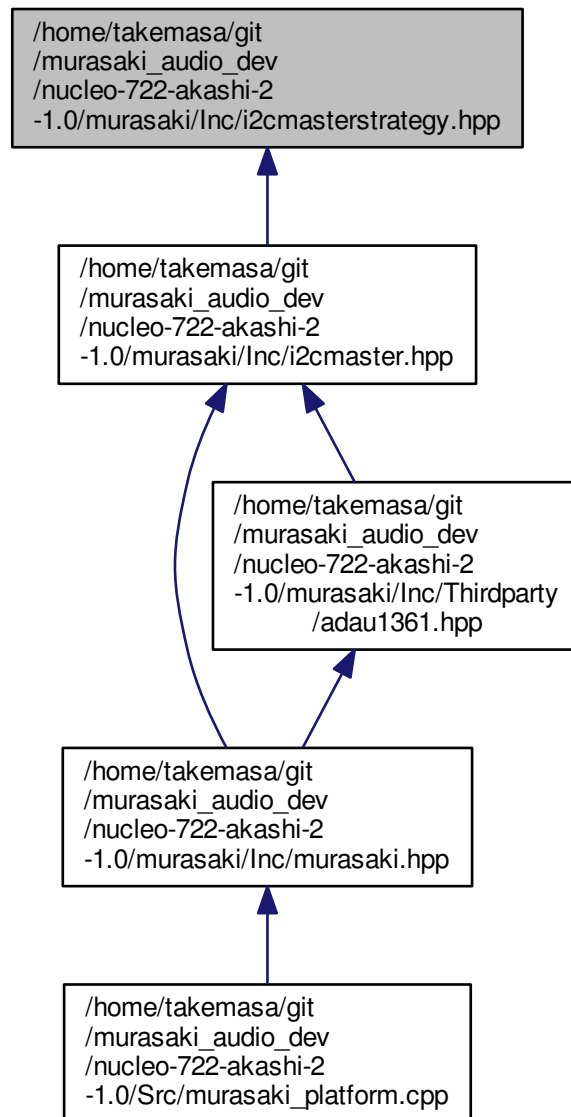 /home/takemasa/git
/murasaki_audio_dev
/nucleo-722-akashi-2
-1.0/murasaki/Inc/i2cmasterstrategy.hpp
/home/takemasa/git
/murasaki_audio_dev
/nucleo-722-akashi-2
-1.0/murasaki/Inc/i2cmaster.hpp
/home/takemasa/git
/murasaki_audio_dev
/nucleo-722-akashi-2
-1.0/murasaki/Inc/Thirdparty
/adau1361.hpp
/home/takemasa/git
/murasaki_audio_dev
/nucleo-722-akashi-2
-1.0/murasaki/Inc/murasaki.hpp
/home/takemasa/git
/murasaki_audio_dev
/nucleo-722-akashi-2
-1.0/Src/murasaki_platform.cpp